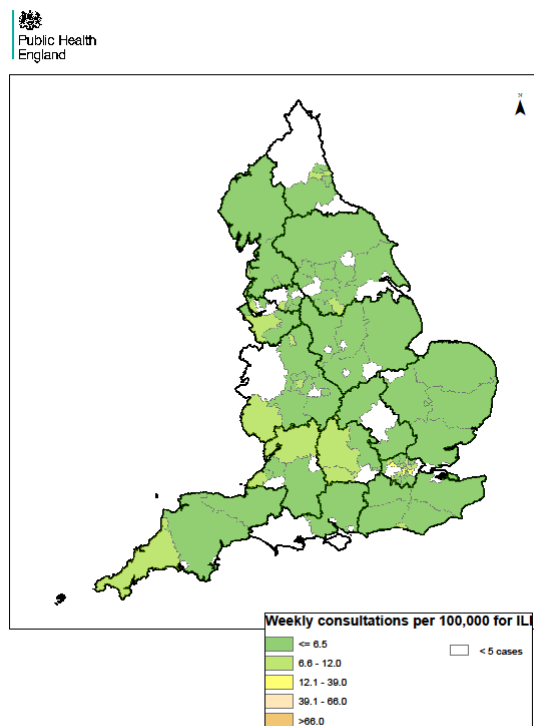 Public Health
England
N
Weekly consultations per 100,000 for ILI
<= 6.5
6.6 - 12.0
12.1 - 39.0
39.1 - 66.0
>66.0
< 5 cases